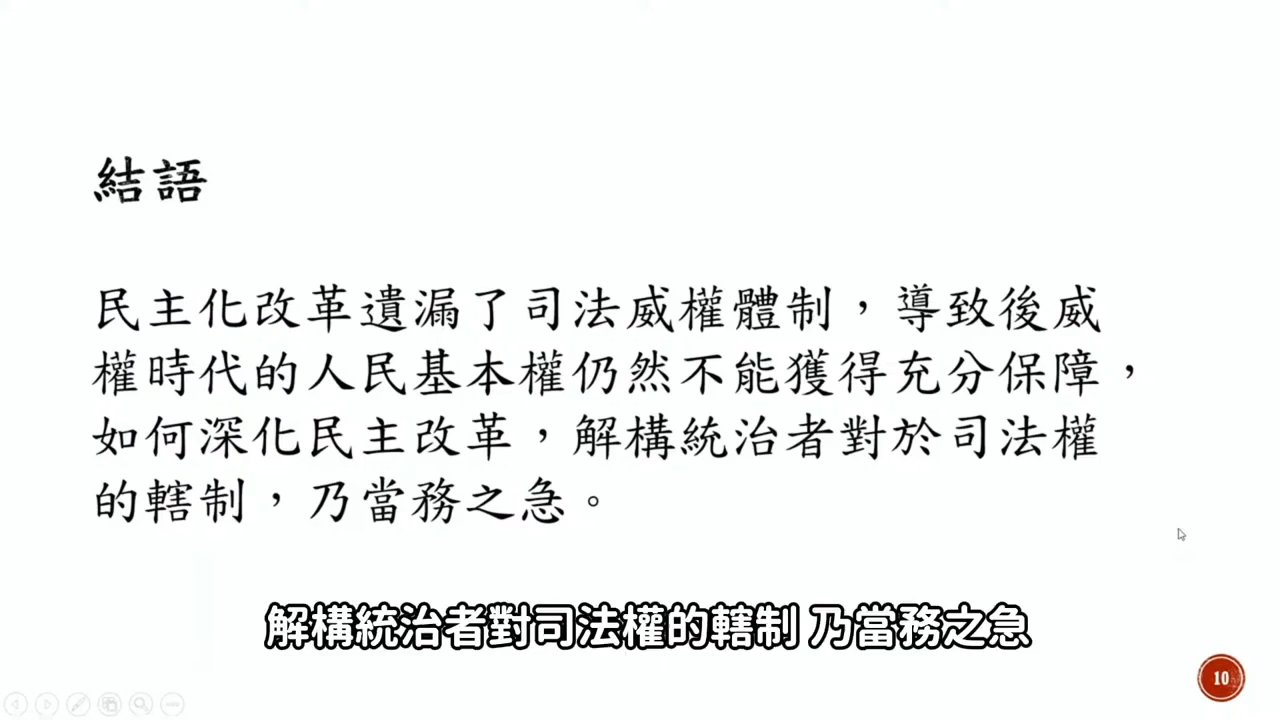 結語
民主化改革遺漏了司法威權體制，導致後威
權時代的人民基本權仍然不能獲得充分保障，
如何深化民主改革，解構統治者對於司法權
的轄制，乃當務之急。
解構統治者對司法權的轄制 乃當務之急
10